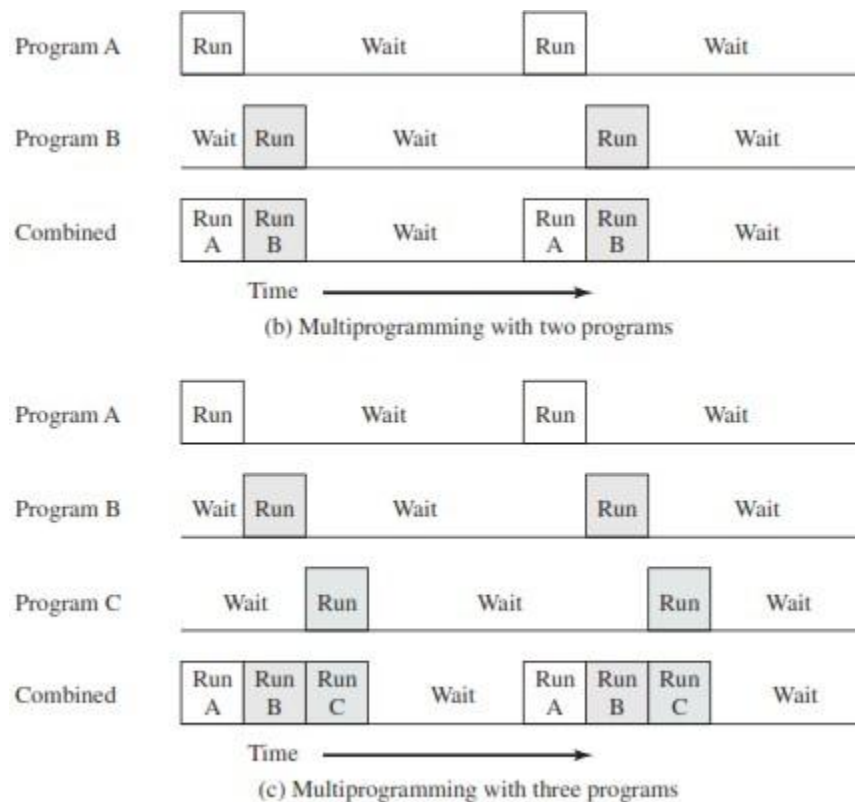 Program A Run Wait Run Wait
Program B Wait Run Wait Run Wait
Combined Run A Run B Wait Run A Run B Wait
Time
(b) Multiprogramming with two programs
Program A Run Wait Run Wait
Program B Wait Run Wait Run Wait
Program C Wait Run Wait Run Wait
Combined Run A Run B Run C Wait Run A Run B Run C Wait
Time
(c) Multiprogramming with three programs